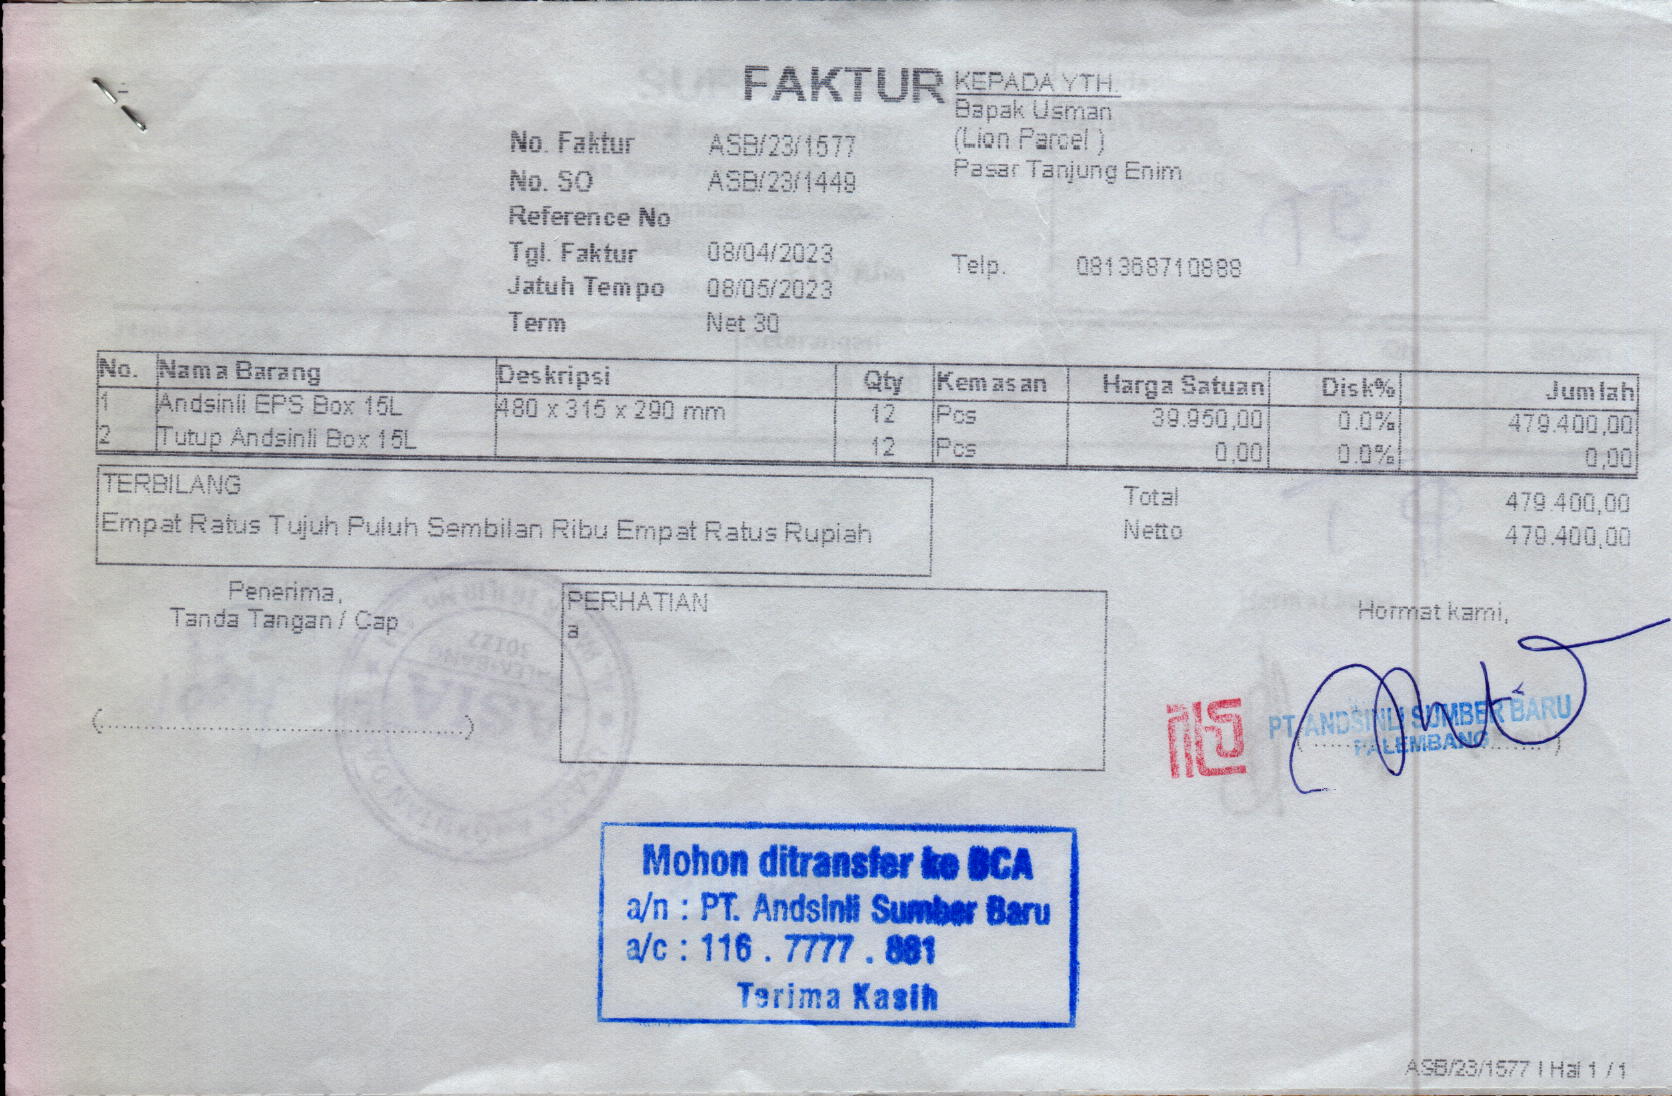 FAKTUR
KEPADA YTH.
Bapak Usman
(Lion Parcel )
Pasar Tanjung Enim
Telp. 081368710888
No. Faktur ASB/23/1577
No. SO ASB/23/1449
Reference No
Tgl. Faktur 08/04/2023
Jatuh Tempo 08/05/2023
Term Net 30
No. Nama Barang Deskripsi Qty Kemasan Harga Satuan Disk% Jumlah
1 Andsinli EPS Box 15L 480 x 315 x 290 mm 12 Pcs 39.950,00 0.0% 479.400,00
2 Tutup Andsinli Box 15L 12 Pcs 0,00 0.0% 0,00
TERBILANG
Empat Ratus Tujuh Puluh Sembilan Ribu Empat Ratus Rupiah
Total 479.400,00
Netto 479.400,00
Penerima,
Tanda Tangan / Cap
PERHATIAN
a
Hormat kami,
PT. ANDSINLI SUMBER BARU
PALEMBANG
Mohon ditransfer ke BCA
a/n : PT. Andsinli Sumber Baru
a/c : 116 . 7777 . 881
Terima Kasih
ASB/23/1577 | Hal 1 / 1